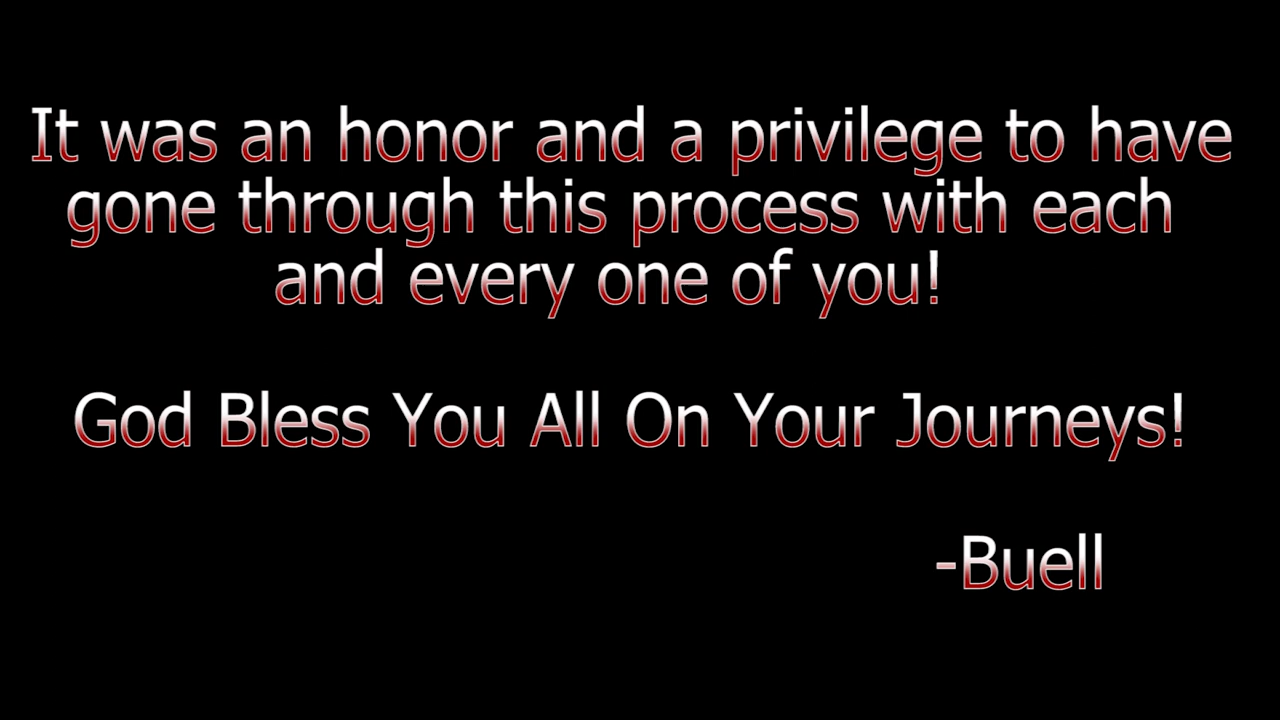 It was an honor and a privilege to have
gone through this process with each
and every one of you!
God Bless You All On Your Journeys!
-Buell